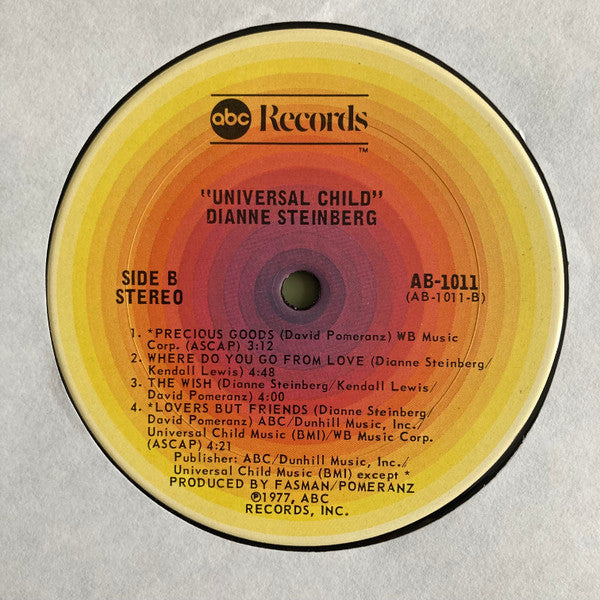 abc Records
TM
"UNIVERSAL CHILD"
DIANNE STEINBERG
SIDE B
STEREO
AB-1011
(AB-1011-B)
1. *PRECIOUS GOODS (David Pomeranz) WB Music
Corp. (ASCAP) 3:12
2. WHERE DO YOU GO FROM LOVE (Dianne Steinberg/
Kendall Lewis) 4:48
3. THE WISH (Dianne Steinberg/Kendall Lewis/
David Pomeranz) 4:00
4. *LOVERS BUT FRIENDS (Dianne Steinberg/
David Pomeranz) ABC/Dunhill Music, Inc./
Universal Child Music (BMI)/WB Music Corp.
(ASCAP) 4:21
Publisher: ABC/Dunhill Music, Inc./
Universal Child Music (BMI) except *
PRODUCED BY FASMAN/POMERANZ
℗1977, ABC
RECORDS, INC.